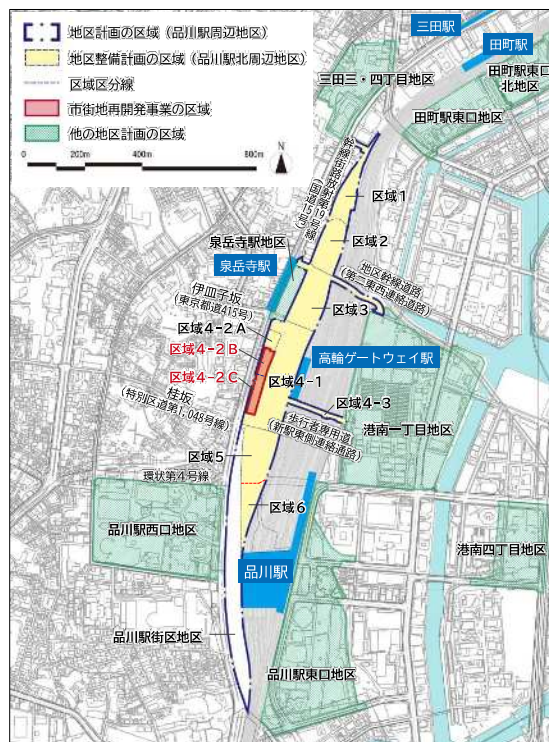 地区計画の区域（品川駅周辺地区）
地区整備計画の区域（品川駅北周辺地区）
区域区分線
市街地再開発事業の区域
他の地区計画の区域
0 200m 400m 800m
N
三田駅
田町駅
三田三・四丁目地区
田町駅東口
北地区
田町駅東口地区
幹線街路放射第19号線
（国道15号）
区域1
区域2
泉岳寺駅地区
泉岳寺駅
地区幹線道路
（第二東西連絡道路）
伊皿子坂
（東京都道415号）
区域3
区域4-2A
区域4-2B
高輪ゲートウェイ駅
区域4-2C
区域4-1
桂坂
（特別区道第1,048号線）
区域4-3
歩行者専用道
（新駅東側連絡通路）
港南一丁目地区
区域5
環状第4号線
区域6
品川駅西口地区
港南四丁目地区
品川駅
品川駅街区地区
品川駅東口地区